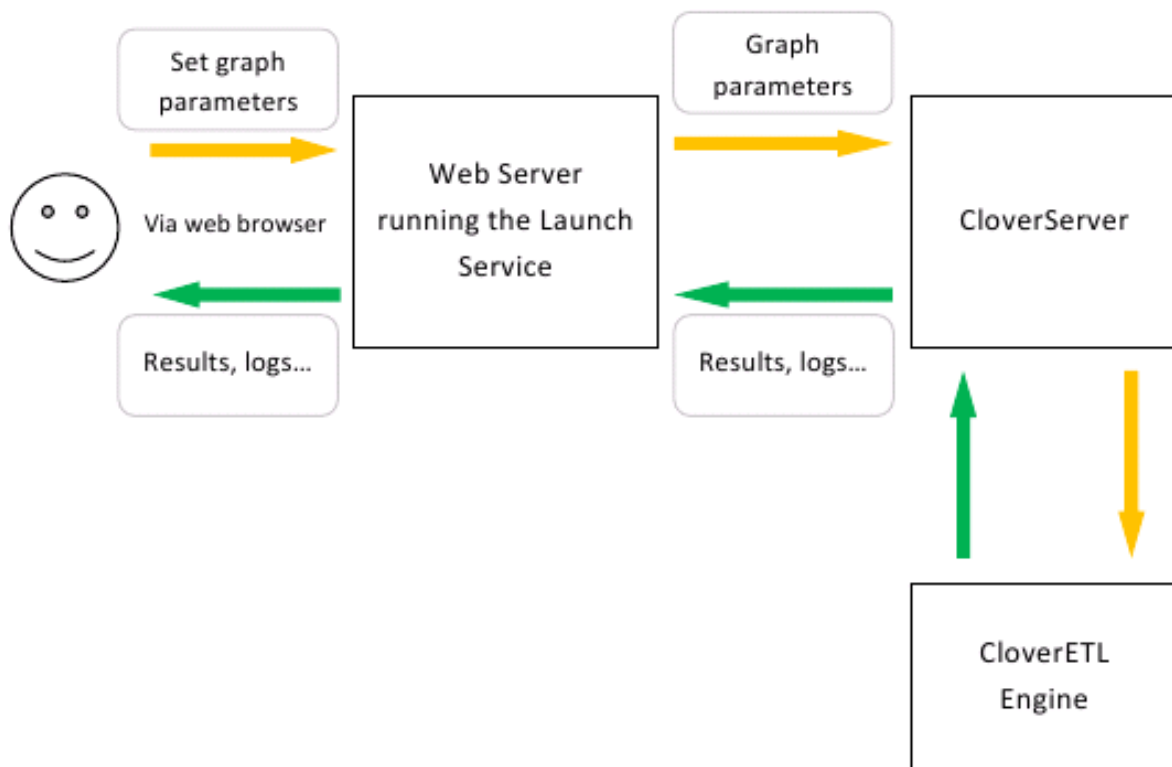 Set graph
parameters
Graph
parameters
Web Server
running the Launch
Service
CloverServer
Via web browser
Results, logs…
Results, logs…
CloverETL
Engine